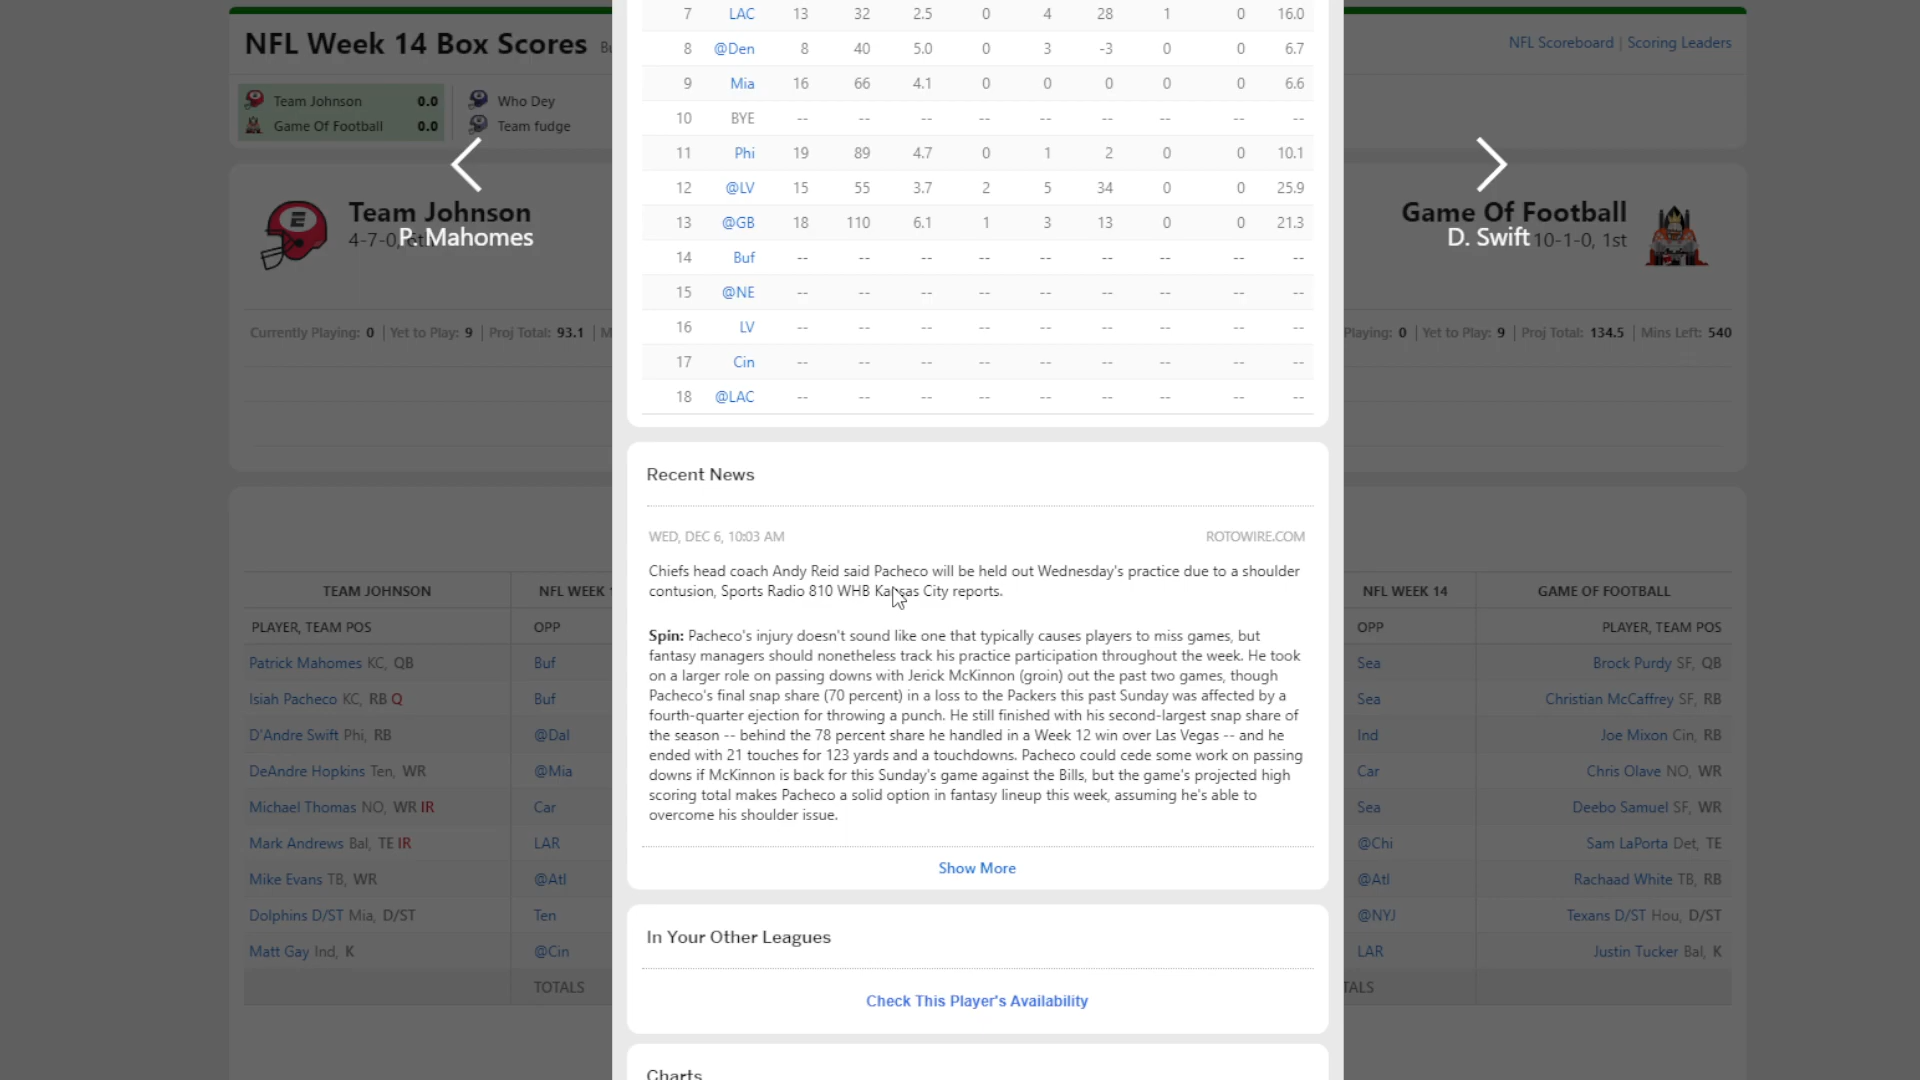 NFL Week 14 Box Scores
NFL Scoreboard | Scoring Leaders
Team Johnson 0.0
Game Of Football 0.0
Who Dey
Team fudge
Team Johnson
4-7-0,
P. Mahomes
Game Of Football
10-1-0, 1st
D. Swift
Currently Playing: 0 | Yet to Play: 9 | Proj Total: 93.1 | M
Playing: 0 | Yet to Play: 9 | Proj Total: 134.5 | Mins Left: 540
7 LAC 13 32 2.5 0 4 28 1 0 16.0
8 @Den 8 40 5.0 0 3 -3 0 0 6.7
9 Mia 16 66 4.1 0 0 0 0 0 6.6
10 BYE -- -- -- -- -- -- -- -- --
11 Phi 19 89 4.7 0 1 2 0 0 10.1
12 @LV 15 55 3.7 2 5 34 0 0 25.9
13 @GB 18 110 6.1 1 3 13 0 0 21.3
14 Buf -- -- -- -- -- -- -- -- --
15 @NE -- -- -- -- -- -- -- -- --
16 LV -- -- -- -- -- -- -- -- --
17 Cin -- -- -- -- -- -- -- -- --
18 @LAC -- -- -- -- -- -- -- -- --
Recent News
WED, DEC 6, 10:03 AM ROTOWIRE.COM
Chiefs head coach Andy Reid said Pacheco will be held out Wednesday's practice due to a shoulder
contusion, Sports Radio 810 WHB Kansas City reports.
Spin: Pacheco's injury doesn't sound like one that typically causes players to miss games, but
fantasy managers should nonetheless track his practice participation throughout the week. He took
on a larger role on passing downs with Jerick McKinnon (groin) out the past two games, though
Pacheco's final snap share (70 percent) in a loss to the Packers this past Sunday was affected by a
fourth-quarter ejection for throwing a punch. He still finished with his second-largest snap share of
the season -- behind the 78 percent share he handled in a Week 12 win over Las Vegas -- and he
ended with 21 touches for 123 yards and a touchdowns. Pacheco could cede some work on passing
downs if McKinnon is back for this Sunday's game against the Bills, but the game's projected high
scoring total makes Pacheco a solid option in fantasy lineup this week, assuming he's able to
overcome his shoulder issue.
Show More
In Your Other Leagues
Check This Player's Availability
Charts
TEAM JOHNSON NFL WEEK 1
PLAYER, TEAM POS OPP
Patrick Mahomes KC, QB Buf
Isiah Pacheco KC, RB Q Buf
D'Andre Swift Phi, RB @Dal
DeAndre Hopkins Ten, WR @Mia
Michael Thomas NO, WR IR Car
Mark Andrews Bal, TE IR LAR
Mike Evans TB, WR @Atl
Dolphins D/ST Mia, D/ST Ten
Matt Gay Ind, K @Cin
TOTALS
NFL WEEK 14 GAME OF FOOTBALL
OPP PLAYER, TEAM POS
Sea Brock Purdy SF, QB
Sea Christian McCaffrey SF, RB
Ind Joe Mixon Cin, RB
Car Chris Olave NO, WR
Sea Deebo Samuel SF, WR
@Chi Sam LaPorta Det, TE
@Atl Rachaad White TB, RB
@NYJ Texans D/ST Hou, D/ST
LAR Justin Tucker Bal, K
TALS